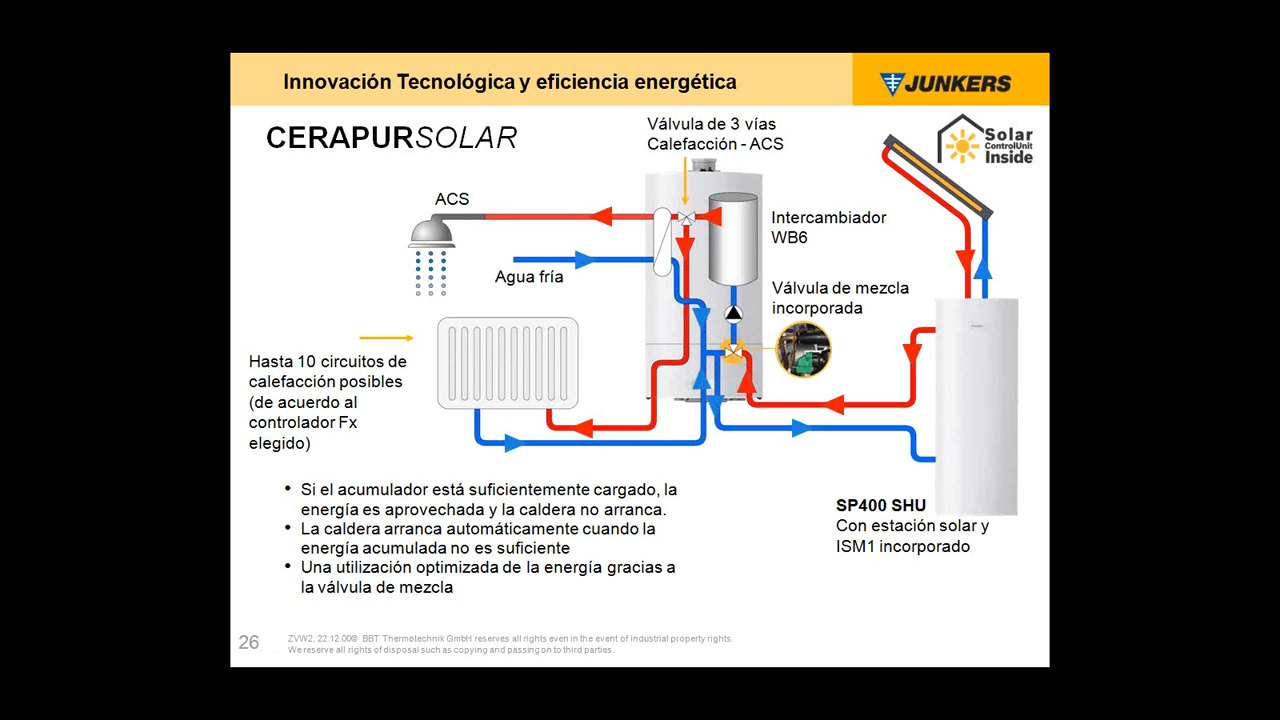 Innovación Tecnológica y eficiencia energética
JUNKERS
CERAPURSOLAR
Válvula de 3 vías
Calefacción - ACS
Solar
ControlUnit
Inside
ACS
Intercambiador
WB6
Agua fría
Válvula de mezcla
incorporada
Hasta 10 circuitos de
calefacción posibles
(de acuerdo al
controlador Fx
elegido)
• Si el acumulador está suficientemente cargado, la
energía es aprovechada y la caldera no arranca.
• La caldera arranca automáticamente cuando la
energía acumulada no es suficiente
• Una utilización optimizada de la energía gracias a
la válvula de mezcla
SP400 SHU
Con estación solar y
ISM1 incorporado
26
ZVW2, 22.12.00© BBT Thermotechnik GmbH reserves all rights even in the event of industrial property rights.
We reserve all rights of disposal such as copying and passing on to third parties.